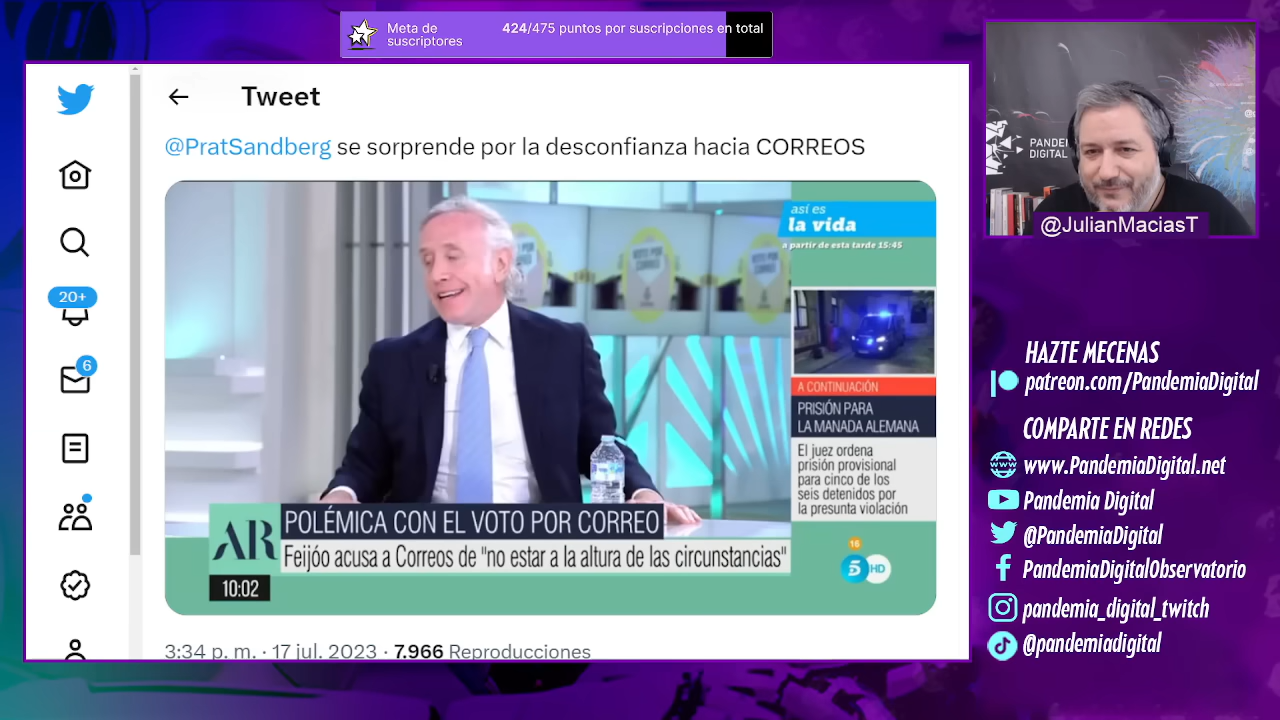 Meta de
suscriptores
424/475 puntos por suscripciones en total
Tweet
@PratSandberg se sorprende por la desconfianza hacia CORREOS
20+
6
así es
la vida
a partir de esta tarde 15:45
VOTO POR
CORREO
A CONTINUACIÓN
PRISIÓN PARA
LA MANADA ALEMANA
El juez ordena
prisión provisional
para cinco de los
seis detenidos por
la presunta violación
AR
POLÉMICA CON EL VOTO POR CORREO
Feijóo acusa a Correos de "no estar a la altura de las circunstancias"
10:02
16
5 HD
3:34 p. m. · 17 jul. 2023 · 7.966 Reproducciones
PANDEM
DIGITAL
@JulianMaciasT
HAZTE MECENAS
patreon.com/PandemiaDigital
COMPARTE EN REDES
www.PandemiaDigital.net
Pandemia Digital
@PandemiaDigital
PandemiaDigitalObservatorio
pandemia_digital_twitch
@pandemiadigital